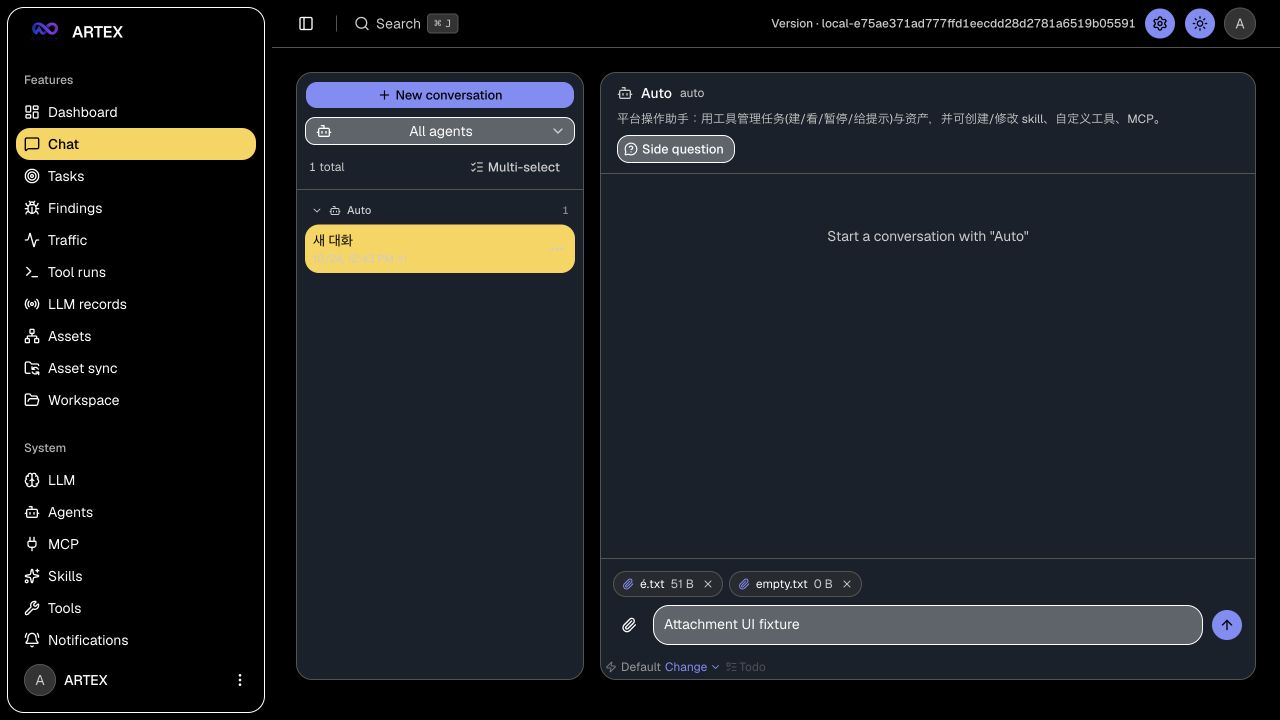 ARTEX
Features
Dashboard
Chat
Tasks
Findings
Traffic
Tool runs
LLM records
Assets
Asset sync
Workspace
System
LLM
Agents
MCP
Skills
Tools
Notifications
A ARTEX
Search ⌘ J
Version · local-e75ae371ad777ffd1eecdd28d2781a6519b05591
A
+ New conversation
All agents
1 total Multi-select
Auto 1
새 대화
Auto auto
平台操作助手：用工具管理任务(建/看/暂停/给提示)与资产，并可创建/修改 skill、自定义工具、MCP。
Side question
Start a conversation with "Auto"
é.txt 51 B × empty.txt 0 B ×
Attachment UI fixture
Default Change Todo